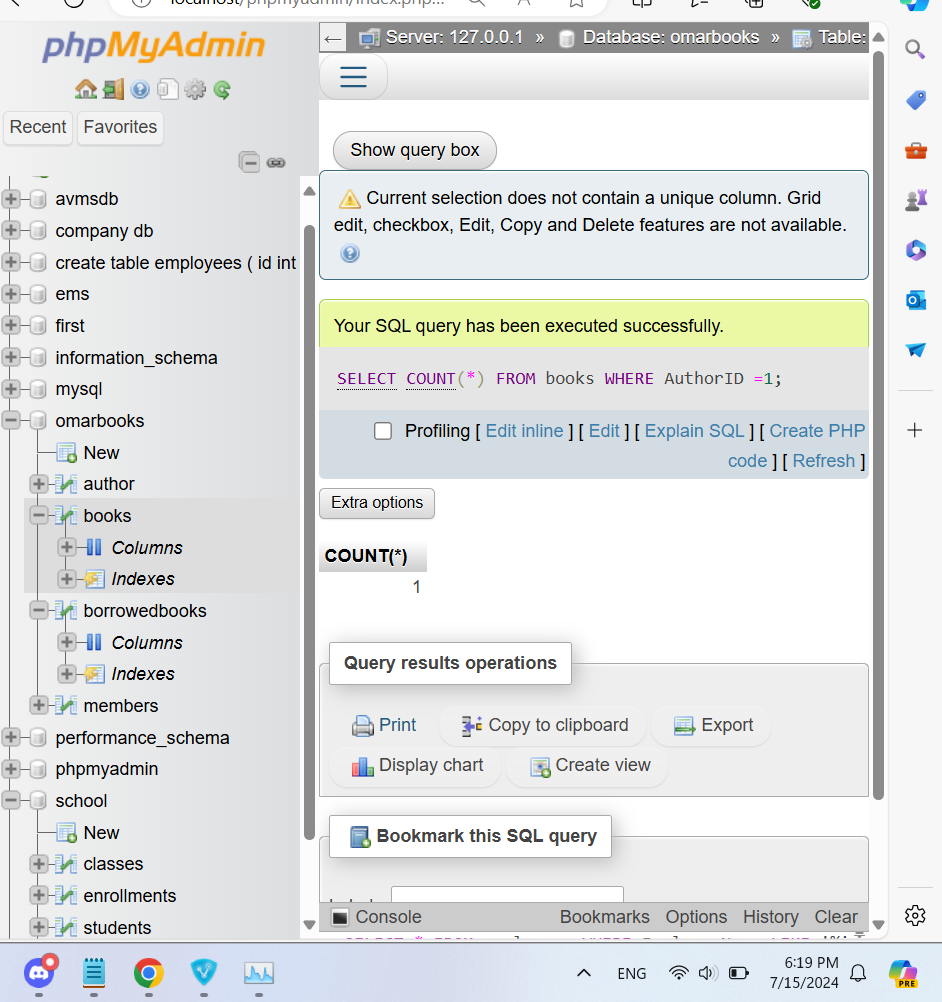 localhost/phpmyadmin/index.php...
phpMyAdmin
Recent
Favorites
avmsdb
company db
create table employees ( id int
ems
first
information_schema
mysql
omarbooks
New
author
books
Columns
Indexes
borrowedbooks
Columns
Indexes
members
performance_schema
phpmyadmin
school
New
classes
enrollments
students
← Server: 127.0.0.1 » Database: omarbooks » Table:
Show query box
Current selection does not contain a unique column. Grid
edit, checkbox, Edit, Copy and Delete features are not available.
Your SQL query has been executed successfully.
SELECT COUNT(*) FROM books WHERE AuthorID =1;
Profiling [ Edit inline ] [ Edit ] [ Explain SQL ] [ Create PHP
code ] [ Refresh ]
Extra options
COUNT(*)
1
Query results operations
Print
Copy to clipboard
Export
Display chart
Create view
Bookmark this SQL query
Console
Bookmarks Options History Clear
ENG
6:19 PM
7/15/2024
PRE